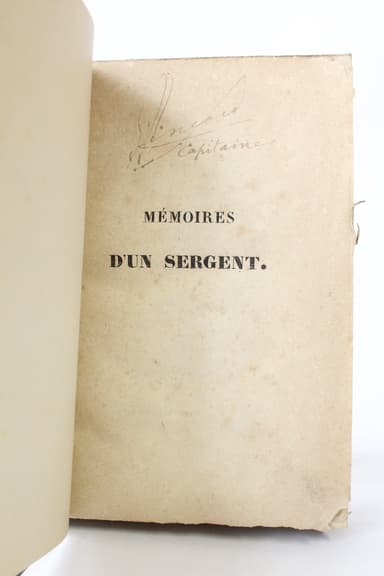 Capitaine
MÉMOIRES
D'UN SERGENT.